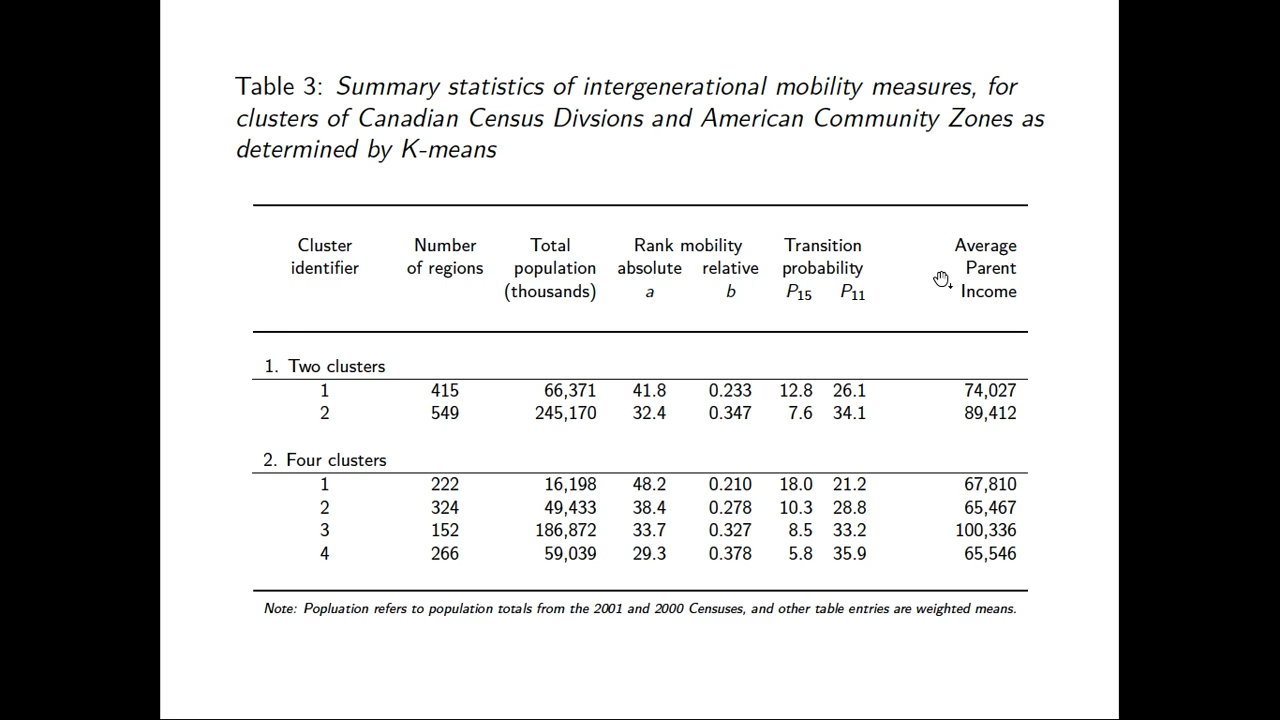 Table 3: Summary statistics of intergenerational mobility measures, for
clusters of Canadian Census Divsions and American Community Zones as
determined by K-means
Cluster Number Total Rank mobility Transition Average
identifier of regions population absolute relative probability Parent
(thousands) a b P15 P11 Income
1. Two clusters
1 415 66,371 41.8 0.233 12.8 26.1 74,027
2 549 245,170 32.4 0.347 7.6 34.1 89,412
2. Four clusters
1 222 16,198 48.2 0.210 18.0 21.2 67,810
2 324 49,433 38.4 0.278 10.3 28.8 65,467
3 152 186,872 33.7 0.327 8.5 33.2 100,336
4 266 59,039 29.3 0.378 5.8 35.9 65,546
Note: Popluation refers to population totals from the 2001 and 2000 Censuses, and other table entries are weighted means.